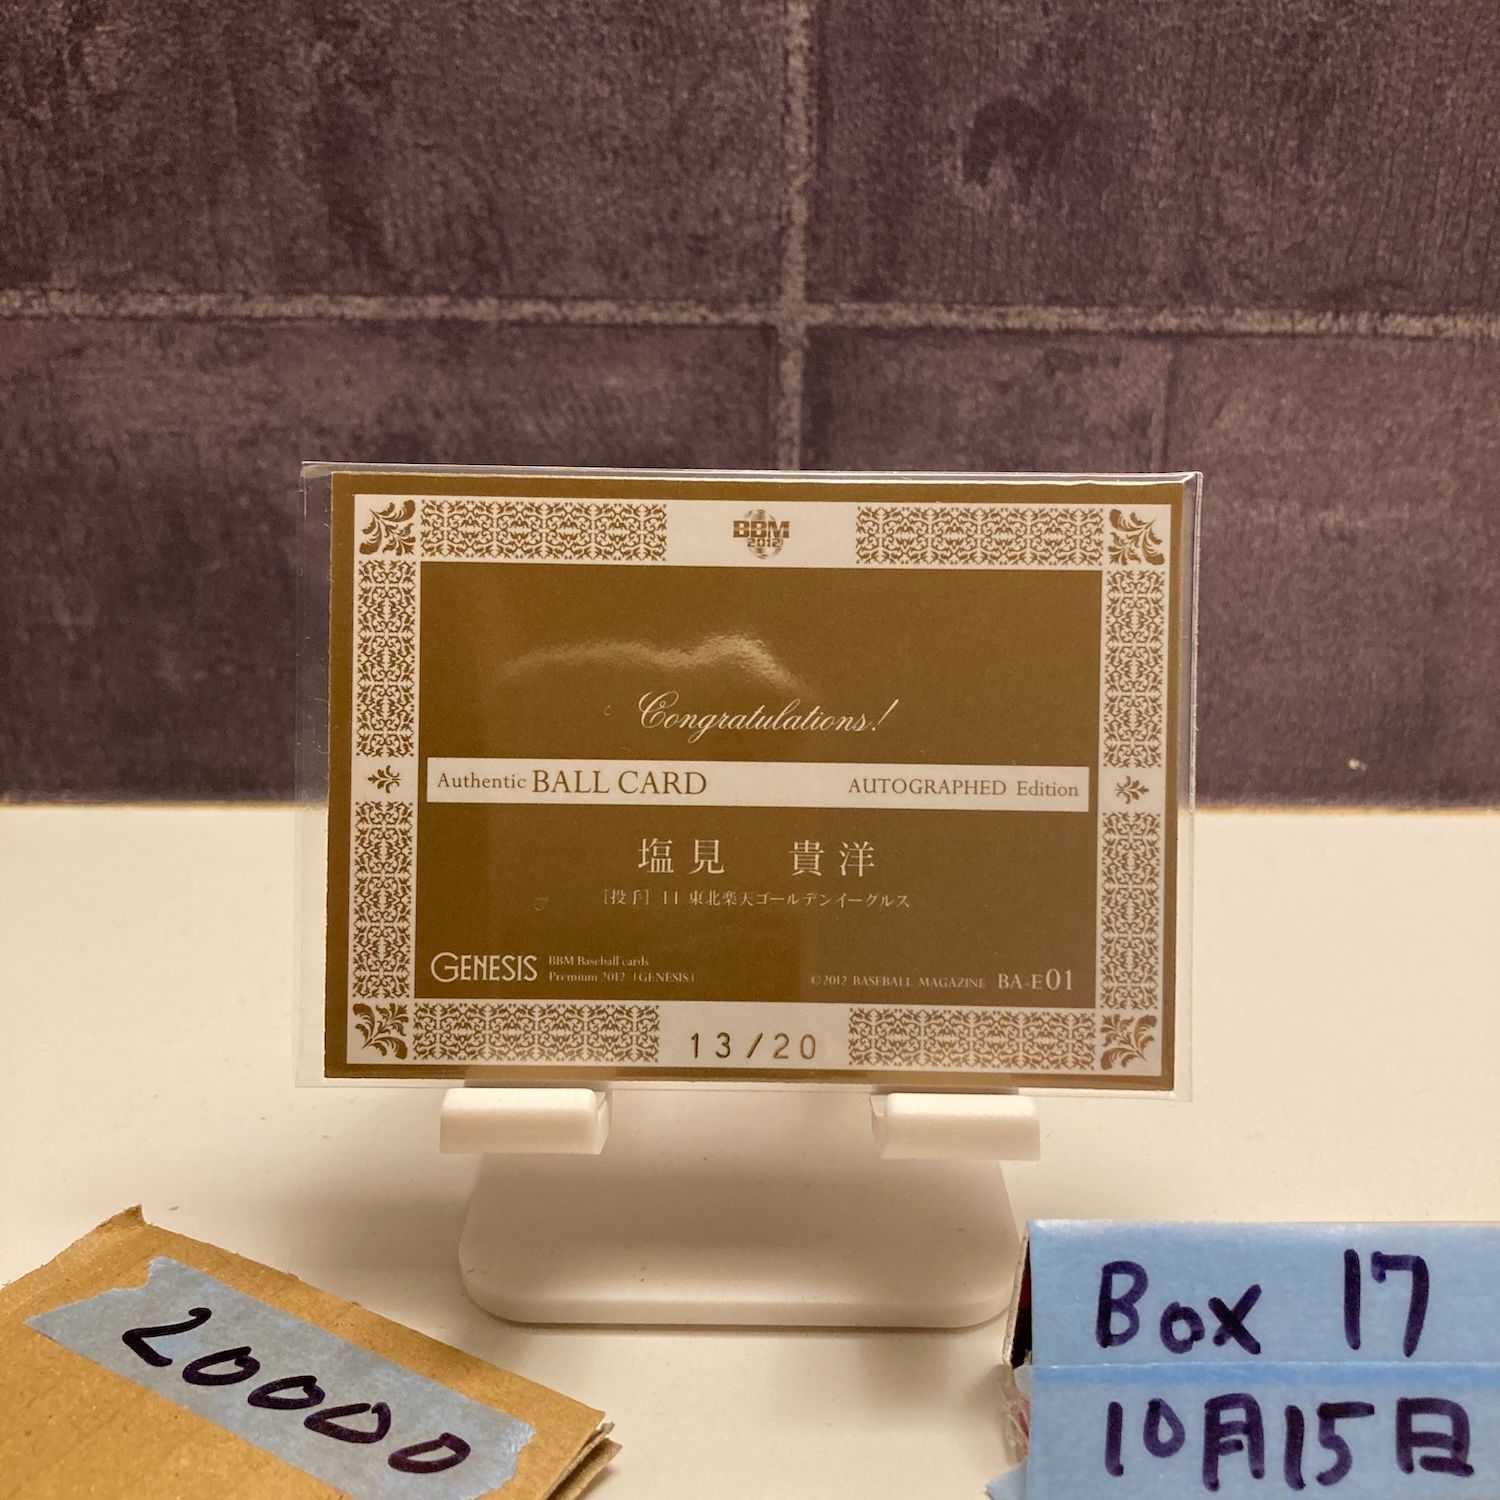 BBM
2012
Congratulations!
Authentic BALL CARD AUTOGRAPHED Edition
塩見 貴洋
[投手] 11 東北楽天ゴールデンイーグルス
GENESIS
BBM Baseball cards
Premium 2012 「GENESIS」
©2012 BASEBALL MAGAZINE BA-E01
13/20
20000
Box 17
10月15日